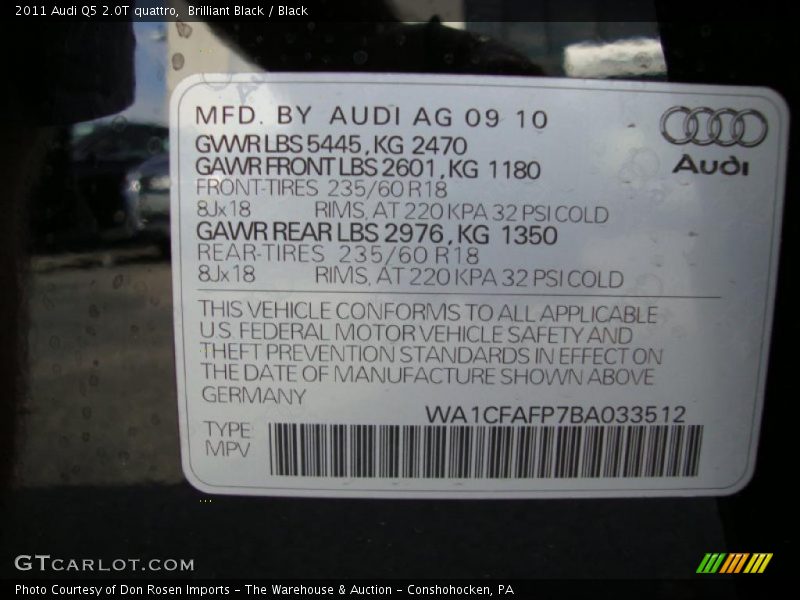 2011 Audi Q5 2.0T quattro,  Brilliant Black / Black
MFD. BY AUDI AG 09 10
GVWR LBS 5445, KG 2470
GAWR FRONT LBS 2601, KG 1180
FRONT-TIRES 235/60 R18
8Jx18 RIMS, AT 220 KPA 32 PSI COLD
GAWR REAR LBS 2976, KG 1350
REAR-TIRES 235/60 R18
8Jx18 RIMS, AT 220 KPA 32 PSI COLD
Audi
THIS VEHICLE CONFORMS TO ALL APPLICABLE
U.S. FEDERAL MOTOR VEHICLE SAFETY AND
THEFT PREVENTION STANDARDS IN EFFECT ON
THE DATE OF MANUFACTURE SHOWN ABOVE
GERMANY
WA1CFAFP7BA033512
TYPE
MPV
GTCARLOT.COM
Photo Courtesy of Don Rosen Imports - The Warehouse & Auction - Conshohocken, PA